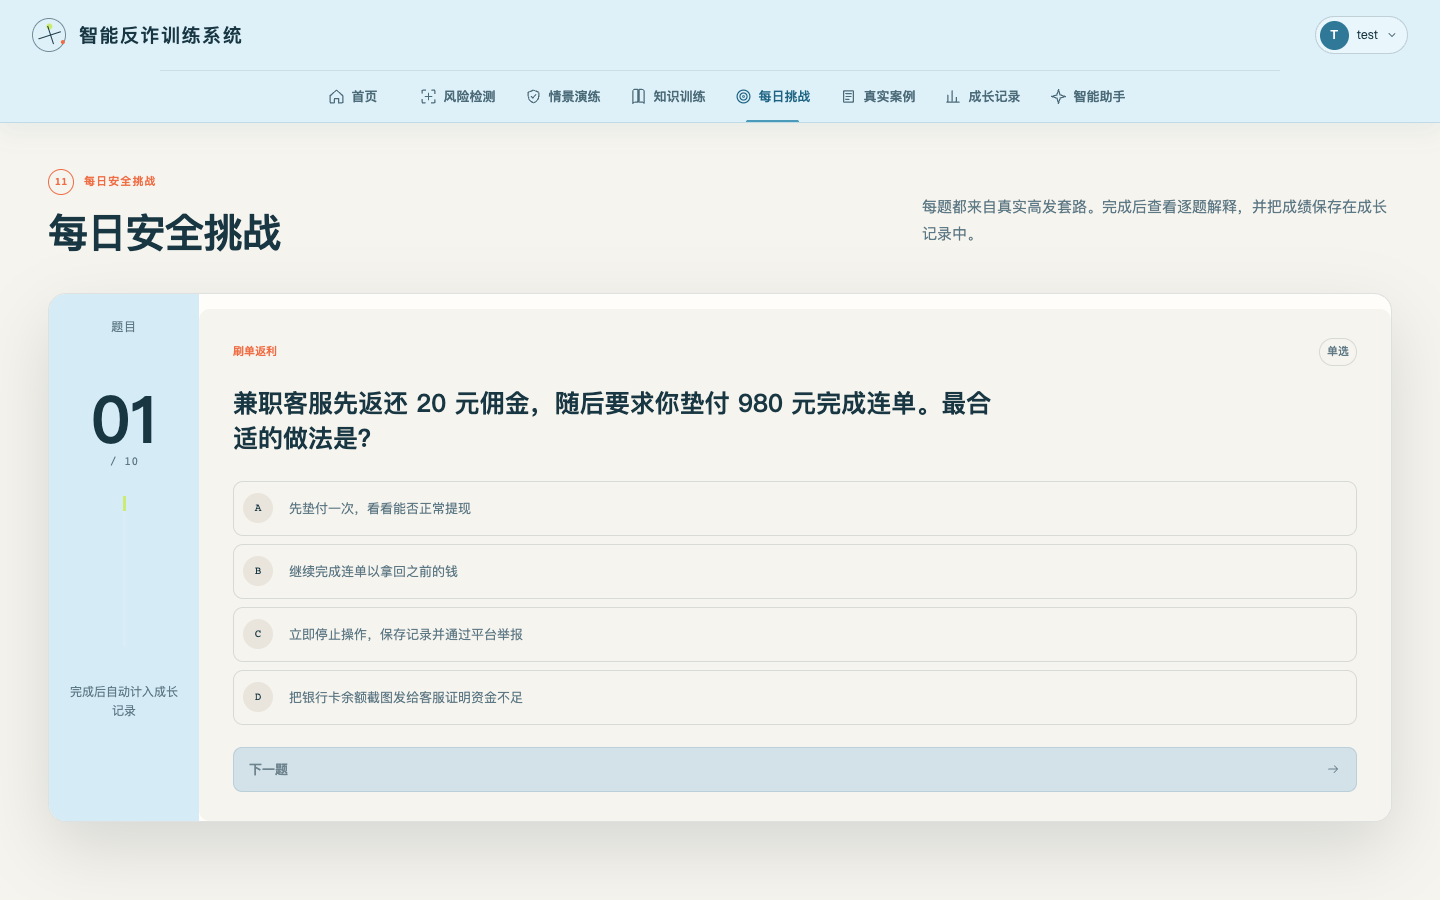 智能反诈训练系统
T test
首页 风险检测 情景演练 知识训练 每日挑战 真实案例 成长记录 智能助手
11 每日安全挑战
每日安全挑战
每题都来自真实高发套路。完成后查看逐题解释，并把成绩保存在成长
记录中。
题目
01
/ 10
完成后自动计入成长
记录
刷单返利
单选
兼职客服先返还 20 元佣金，随后要求你垫付 980 元完成连单。最合
适的做法是？
A 先垫付一次，看看能否正常提现
B 继续完成连单以拿回之前的钱
C 立即停止操作，保存记录并通过平台举报
D 把银行卡余额截图发给客服证明资金不足
下一题